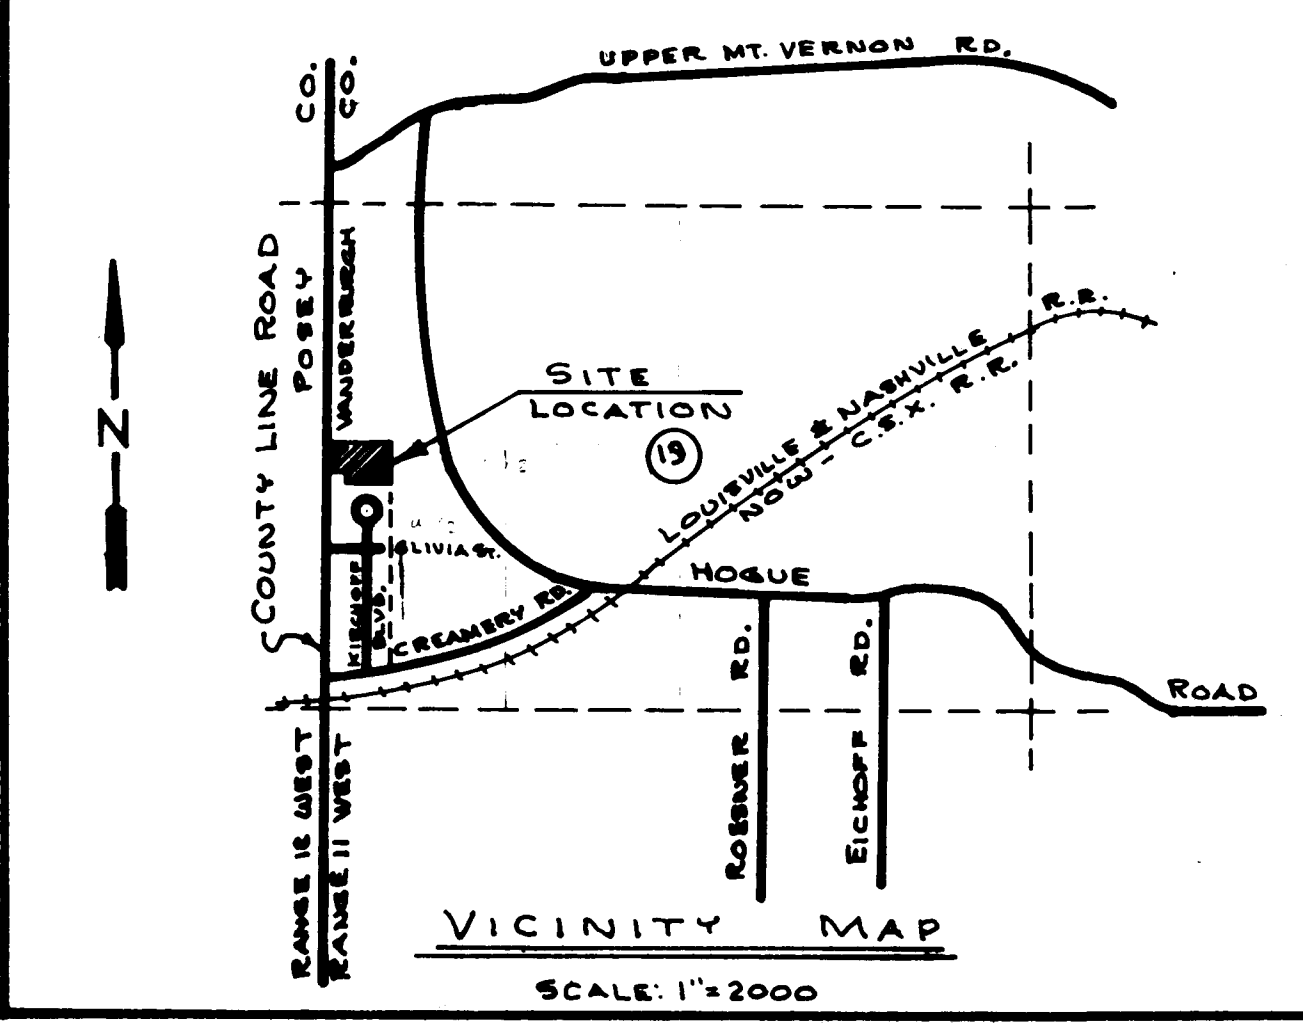 UPPER MT. VERNON RD.
CO.
CO.
COUNTY LINE ROAD
POSEY
VANDERBURGH
N
SITE
LOCATION
19
LOUISVILLE & NASHVILLE R.R.
NOW - C.S.X. R.R.
OLIVIA ST.
KIRCHOFF
BLVD.
CREAMERY RD.
HOGUE
ROAD
ROESNER RD.
EICHOFF RD.
RANGE 12 WEST
RANGE 11 WEST
VICINITY MAP
SCALE: 1"=2000